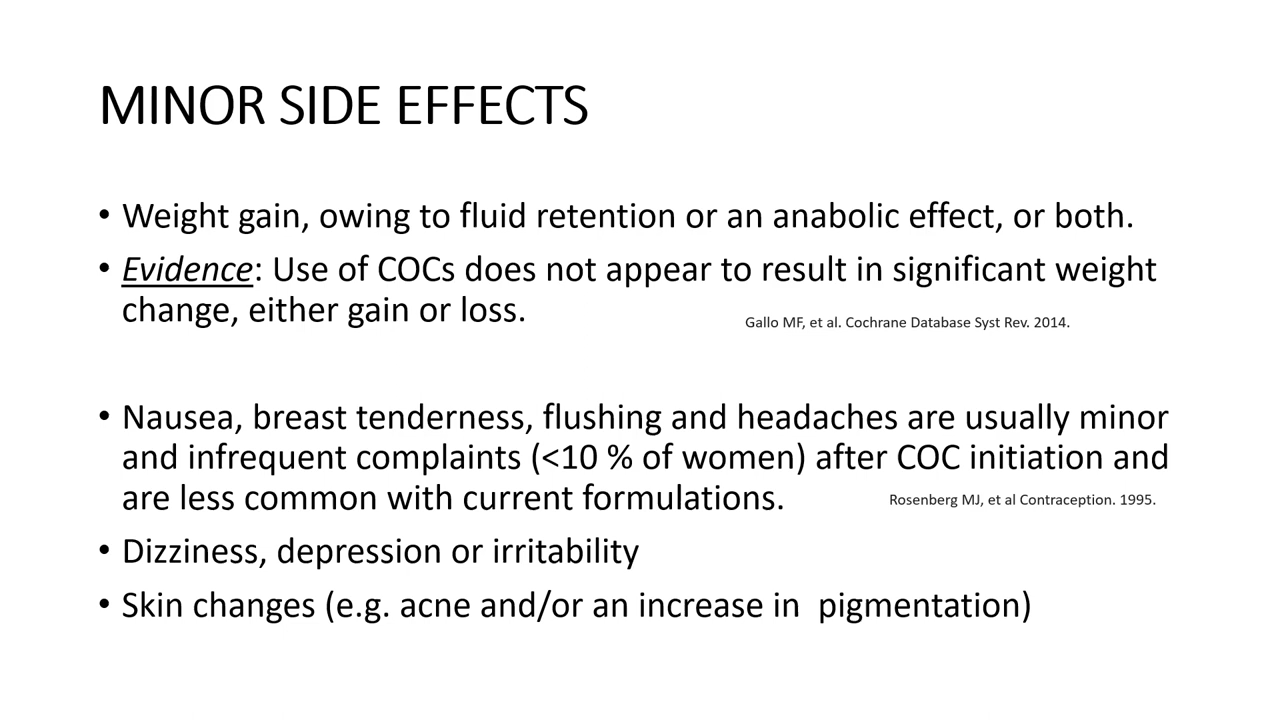 MINOR SIDE EFFECTS
• Weight gain, owing to fluid retention or an anabolic effect, or both.
• Evidence: Use of COCs does not appear to result in significant weight
change, either gain or loss.
Gallo MF, et al. Cochrane Database Syst Rev. 2014.
• Nausea, breast tenderness, flushing and headaches are usually minor
and infrequent complaints (<10 % of women) after COC initiation and
are less common with current formulations.
Rosenberg MJ, et al Contraception. 1995.
• Dizziness, depression or irritability
• Skin changes (e.g. acne and/or an increase in  pigmentation)